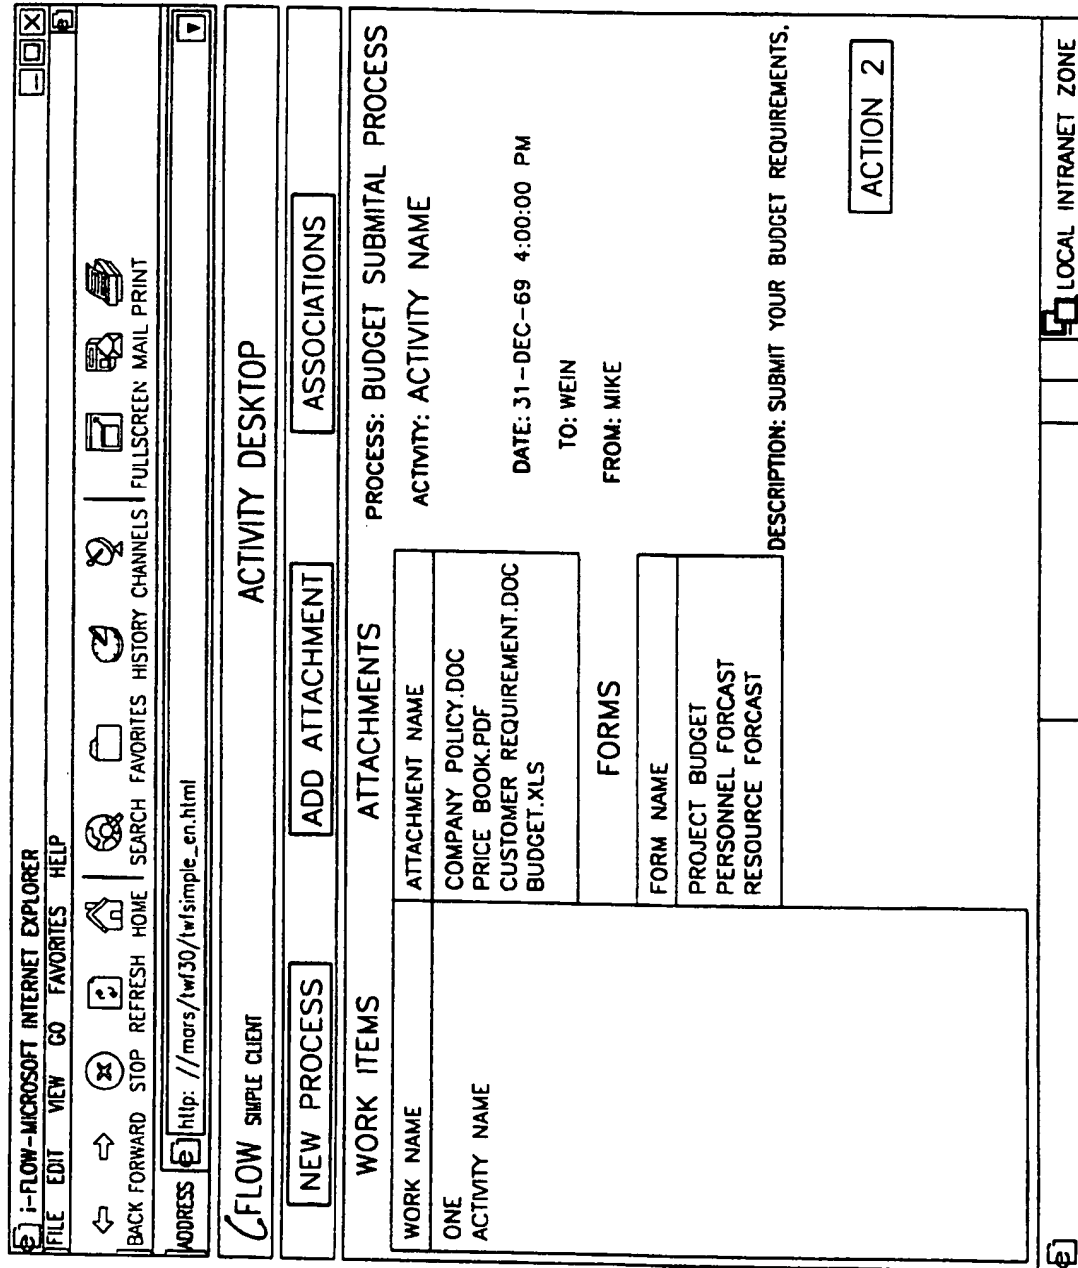 i-FLOW-MICROSOFT INTERNET EXPLORER
FILE EDIT VIEW GO FAVORITES HELP
BACK FORWARD STOP REFRESH HOME SEARCH FAVORITES HISTORY CHANNELS FULLSCREEN MAIL PRINT
ADDRESS http: //mars/twf30/twfsimple_en.html
FLOW SIMPLE CLIENT
ACTIVITY DESKTOP
NEW PROCESS
ADD ATTACHMENT
ASSOCIATIONS
WORK ITEMS
WORK NAME
ONE
ACTIVITY NAME
ATTACHMENTS
ATTACHMENT NAME
COMPANY POLICY.DOC
PRICE BOOK.PDF
CUSTOMER REQUIREMENT.DOC
BUDGET.XLS
FORMS
FORM NAME
PROJECT BUDGET
PERSONNEL FORCAST
RESOURCE FORCAST
PROCESS: BUDGET SUBMITAL PROCESS
ACTIVITY: ACTIVITY NAME
DATE: 31-DEC-69 4:00:00 PM
TO: WEIN
FROM: MIKE
DESCRIPTION: SUBMIT YOUR BUDGET REQUIREMENTS.
ACTION 2
LOCAL INTRANET ZONE